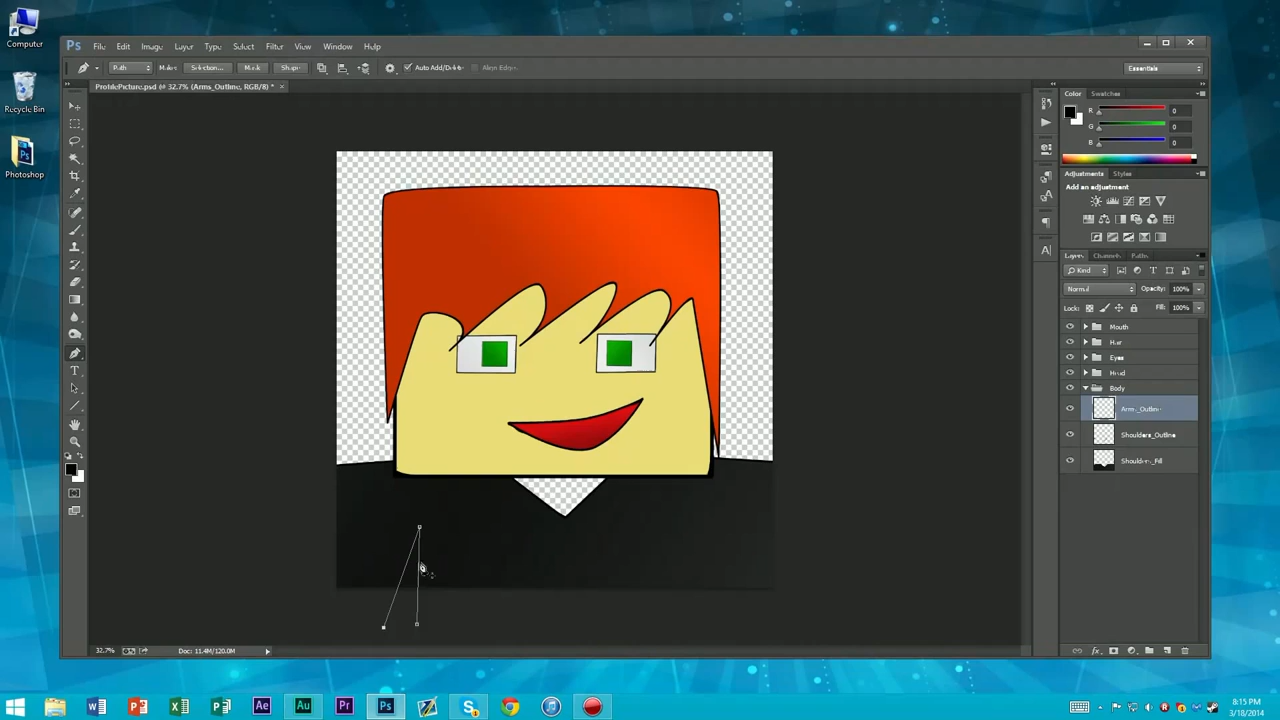 Computer
Recycle Bin
Photoshop
Ps File Edit Image Layer Type Select Filter View Window Help
Path Make: Selection... Mask Shape Auto Add/Delete Align Edges Essentials
ProfilePicture.psd @ 32.7% (Arms_Outline, RGB/8) * ×
Color Swatches
R 0
G 0
B 0
Adjustments Styles
Add an adjustment
Layers Channels Paths
Kind
Normal Opacity: 100%
Lock: Fill: 100%
Mouth
Hair
Eyes
Head
Body
Arms_Outline
Shoulders_Outline
Shoulders_Fill
32.7% Doc: 11.4M/120.0M
8:15 PM
3/18/2014